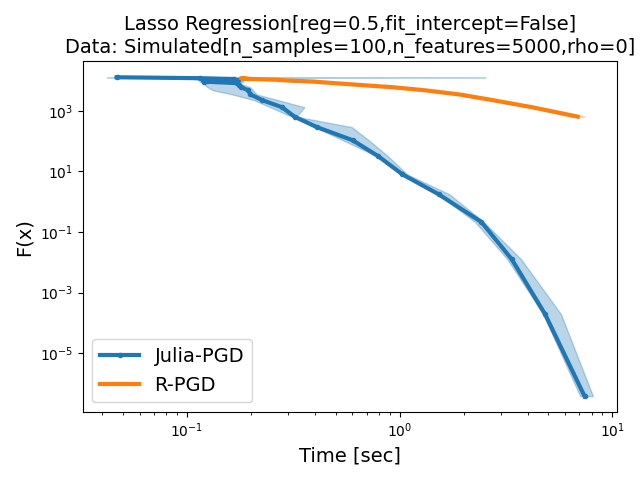 Lasso Regression[reg=0.5,fit_intercept=False]
Data: Simulated[n_samples=100,n_features=5000,rho=0]
F(x)
10³
10¹
10⁻¹
10⁻³
10⁻⁵
Julia-PGD
R-PGD
10⁻¹ 10⁰ 10¹
Time [sec]